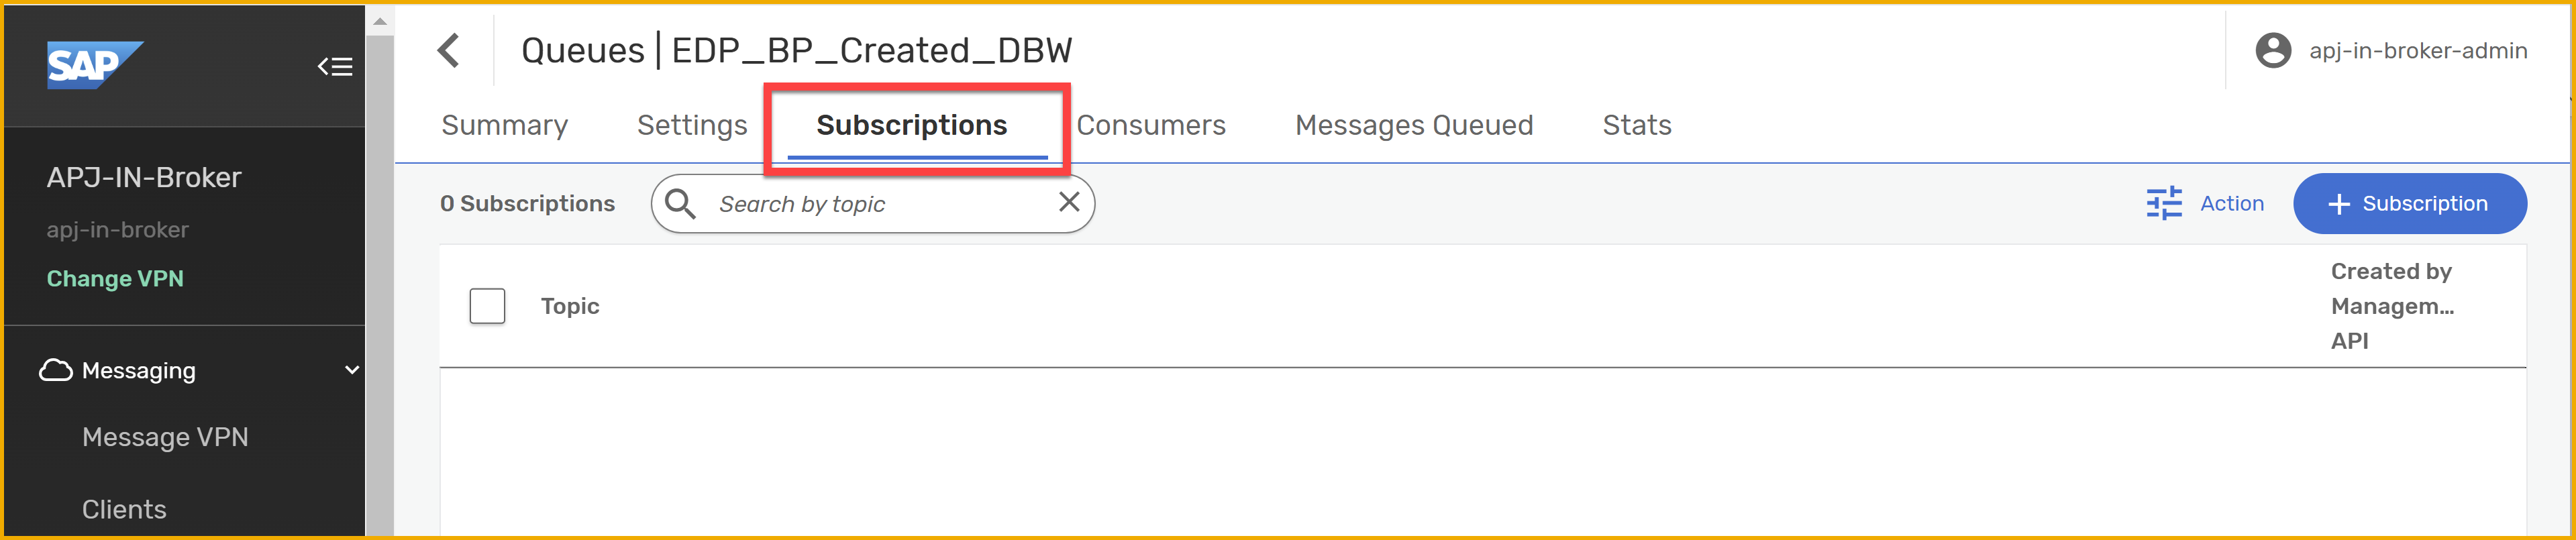 SAP
APJ-IN-Broker
apj-in-broker
Change VPN
Messaging
Message VPN
Clients
Queues | EDP_BP_Created_DBW
apj-in-broker-admin
Summary Settings Subscriptions Consumers Messages Queued Stats
0 Subscriptions Search by topic Action + Subscription
Topic
Created by
Managem...
API